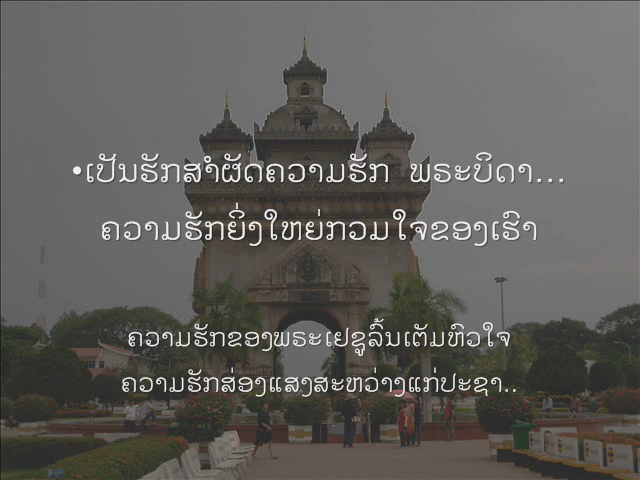 •ເປັນຮັກສຳຜັດຄວາມຮັກ ພຣະບິດາ...
ຄວາມຮັກຍິ່ງໃຫຍ່ກວມໃຈຂອງເຮົາ
ຄວາມຮັກຂອງພຣະເຢຊູລົ້ນເຕັມຫົວໃຈ
ຄວາມຮັກສ່ອງແສງສະຫວ່າງແກ່ປະຊາ..